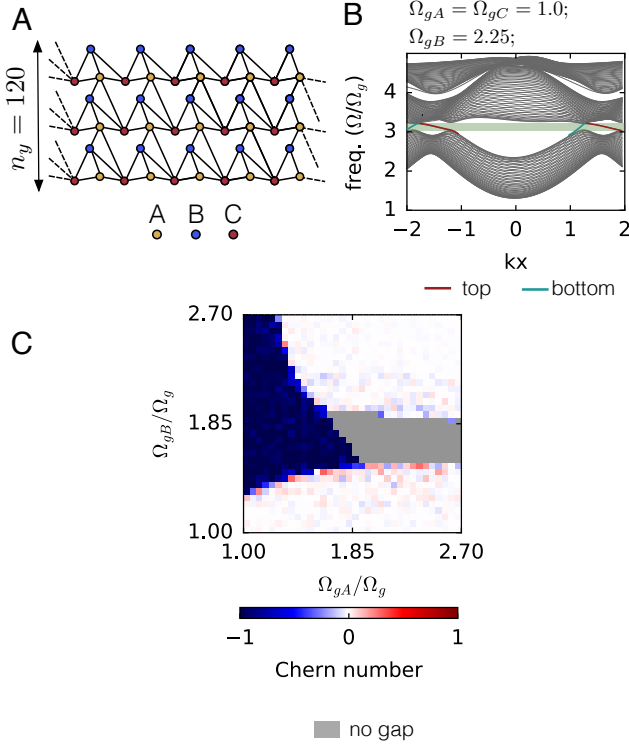 A
n_y = 120
A B C
B
Ω_{gA} = Ω_{gC} = 1.0;
Ω_{gB} = 2.25;
freq. (Ω/Ω_g)
4
3
2
1
−2 −1 0 1 2
kx
top bottom
C
Ω_{gB}/Ω_g
2.70
1.85
1.00
1.00 1.85 2.70
Ω_{gA}/Ω_g
−1 0 1
Chern number
no gap